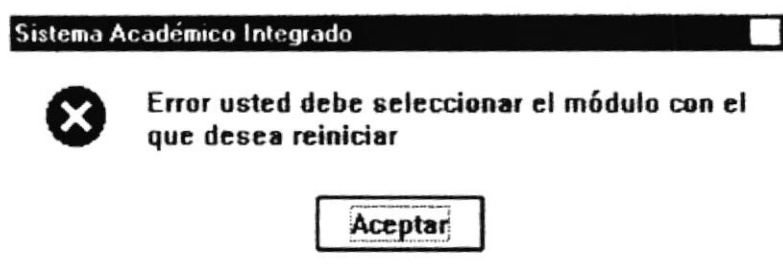 Sistema Académico Integrado
Error usted debe seleccionar el módulo con el
que desea reiniciar
Aceptar